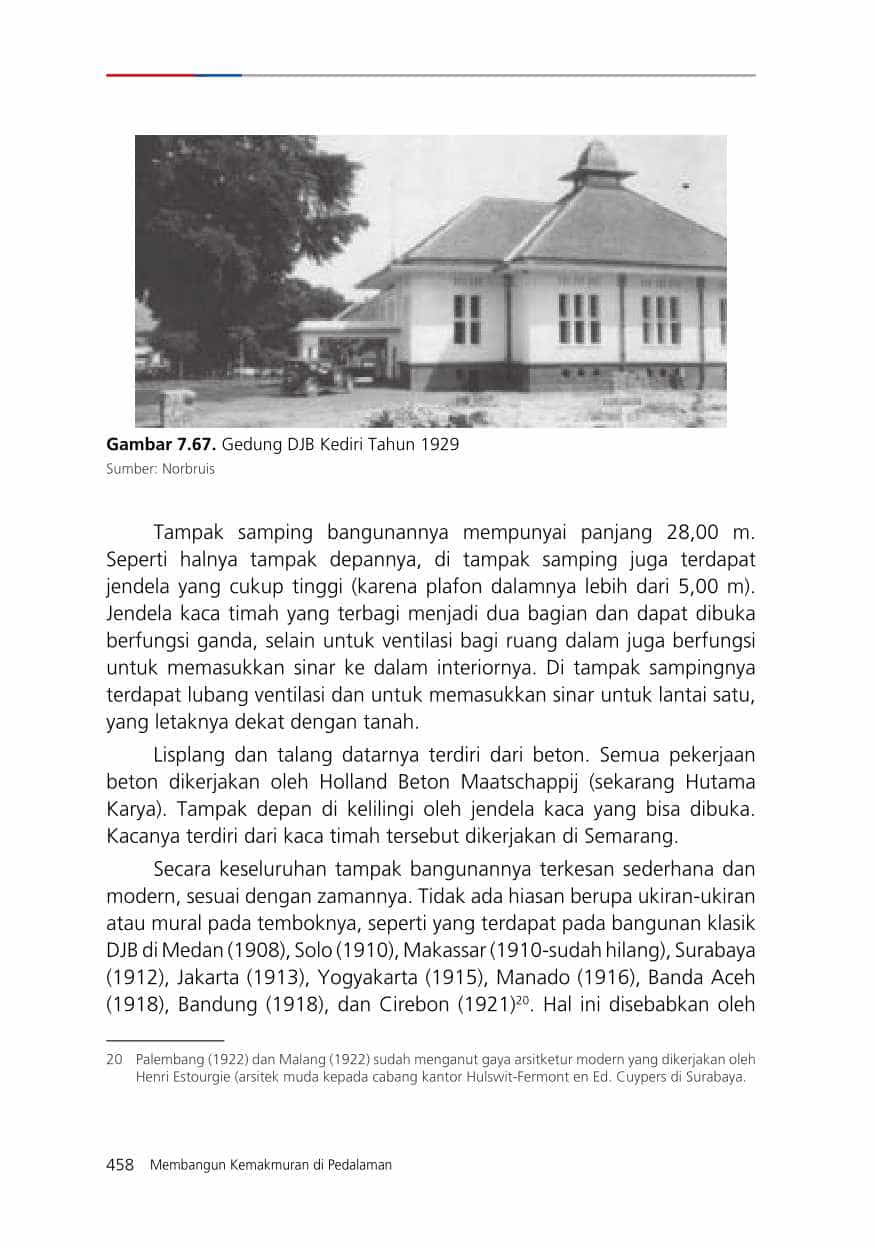 Gambar 7.67. Gedung DJB Kediri Tahun 1929
Sumber: Norbruis
Tampak samping bangunannya mempunyai panjang 28,00 m.
Seperti halnya tampak depannya, di tampak samping juga terdapat
jendela yang cukup tinggi (karena plafon dalamnya lebih dari 5,00 m).
Jendela kaca timah yang terbagi menjadi dua bagian dan dapat dibuka
berfungsi ganda, selain untuk ventilasi bagi ruang dalam juga berfungsi
untuk memasukkan sinar ke dalam interiornya. Di tampak sampingnya
terdapat lubang ventilasi dan untuk memasukkan sinar untuk lantai satu,
yang letaknya dekat dengan tanah.
Lisplang dan talang datarnya terdiri dari beton. Semua pekerjaan
beton dikerjakan oleh Holland Beton Maatschappij (sekarang Hutama
Karya). Tampak depan di kelilingi oleh jendela kaca yang bisa dibuka.
Kacanya terdiri dari kaca timah tersebut dikerjakan di Semarang.
Secara keseluruhan tampak bangunannya terkesan sederhana dan
modern, sesuai dengan zamannya. Tidak ada hiasan berupa ukiran-ukiran
atau mural pada temboknya, seperti yang terdapat pada bangunan klasik
DJB di Medan (1908), Solo (1910), Makassar (1910-sudah hilang), Surabaya
(1912), Jakarta (1913), Yogyakarta (1915), Manado (1916), Banda Aceh
(1918), Bandung (1918), dan Cirebon (1921)20. Hal ini disebabkan oleh
20 Palembang (1922) dan Malang (1922) sudah menganut gaya arsitketur modern yang dikerjakan oleh
Henri Estourgie (arsitek muda kepada cabang kantor Hulswit-Fermont en Ed. Cuypers di Surabaya.
458 Membangun Kemakmuran di Pedalaman